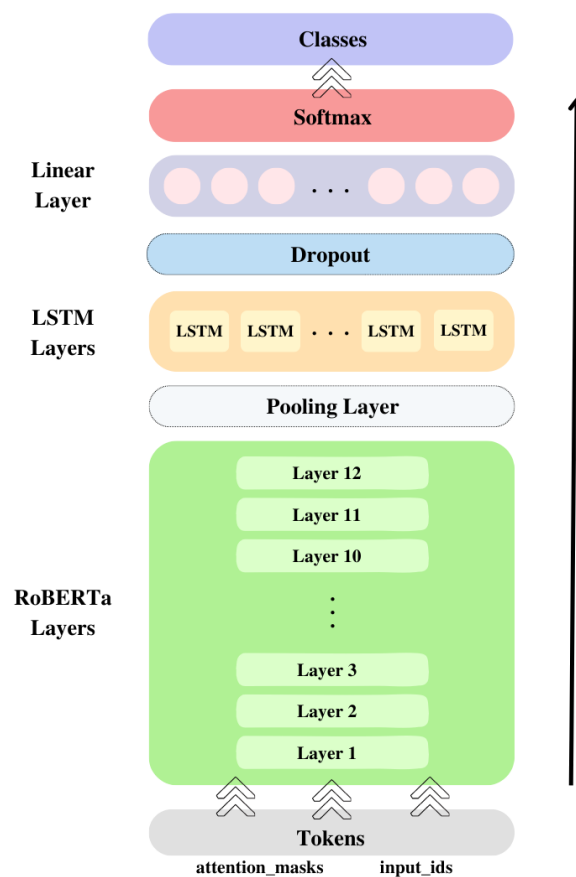 Classes
Softmax
Linear
Layer
. . .
Dropout
LSTM
Layers
LSTM LSTM . . . LSTM LSTM
Pooling Layer
RoBERTa
Layers
Layer 12
Layer 11
Layer 10
Layer 3
Layer 2
Layer 1
Tokens
attention_masks input_ids